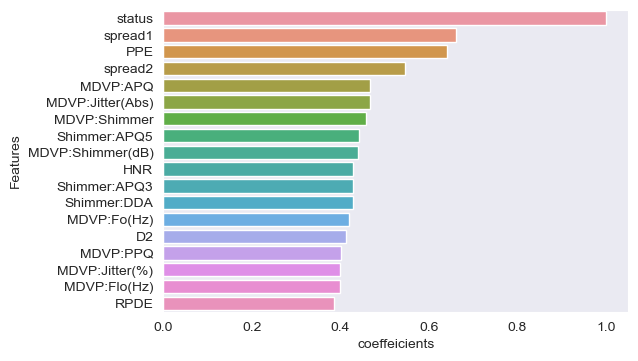 status
spread1
PPE
spread2
MDVP:APQ
MDVP:Jitter(Abs)
MDVP:Shimmer
Shimmer:APQ5
MDVP:Shimmer(dB)
HNR
Shimmer:APQ3
Shimmer:DDA
MDVP:Fo(Hz)
D2
MDVP:PPQ
MDVP:Jitter(%)
MDVP:Flo(Hz)
RPDE
Features
0.0 0.2 0.4 0.6 0.8 1.0
coeffeicients